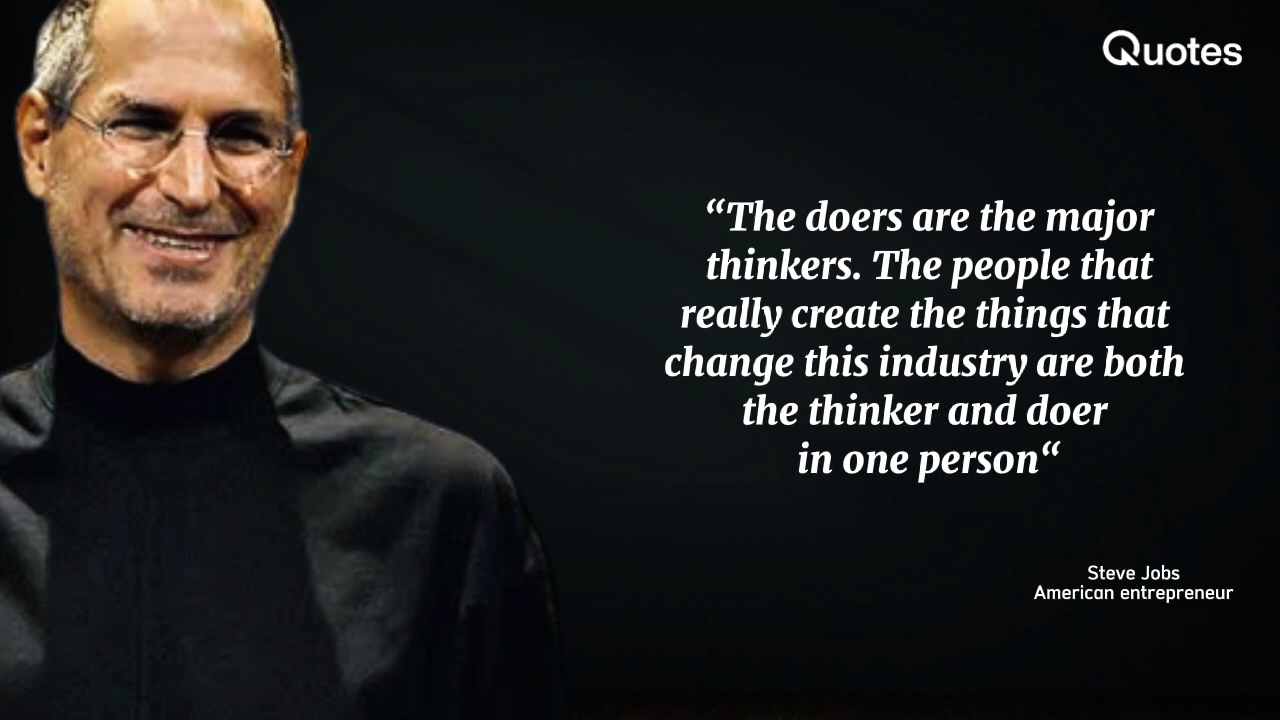 Quotes
“The doers are the major
thinkers. The people that
really create the things that
change this industry are both
the thinker and doer
in one person“
Steve Jobs
American entrepreneur